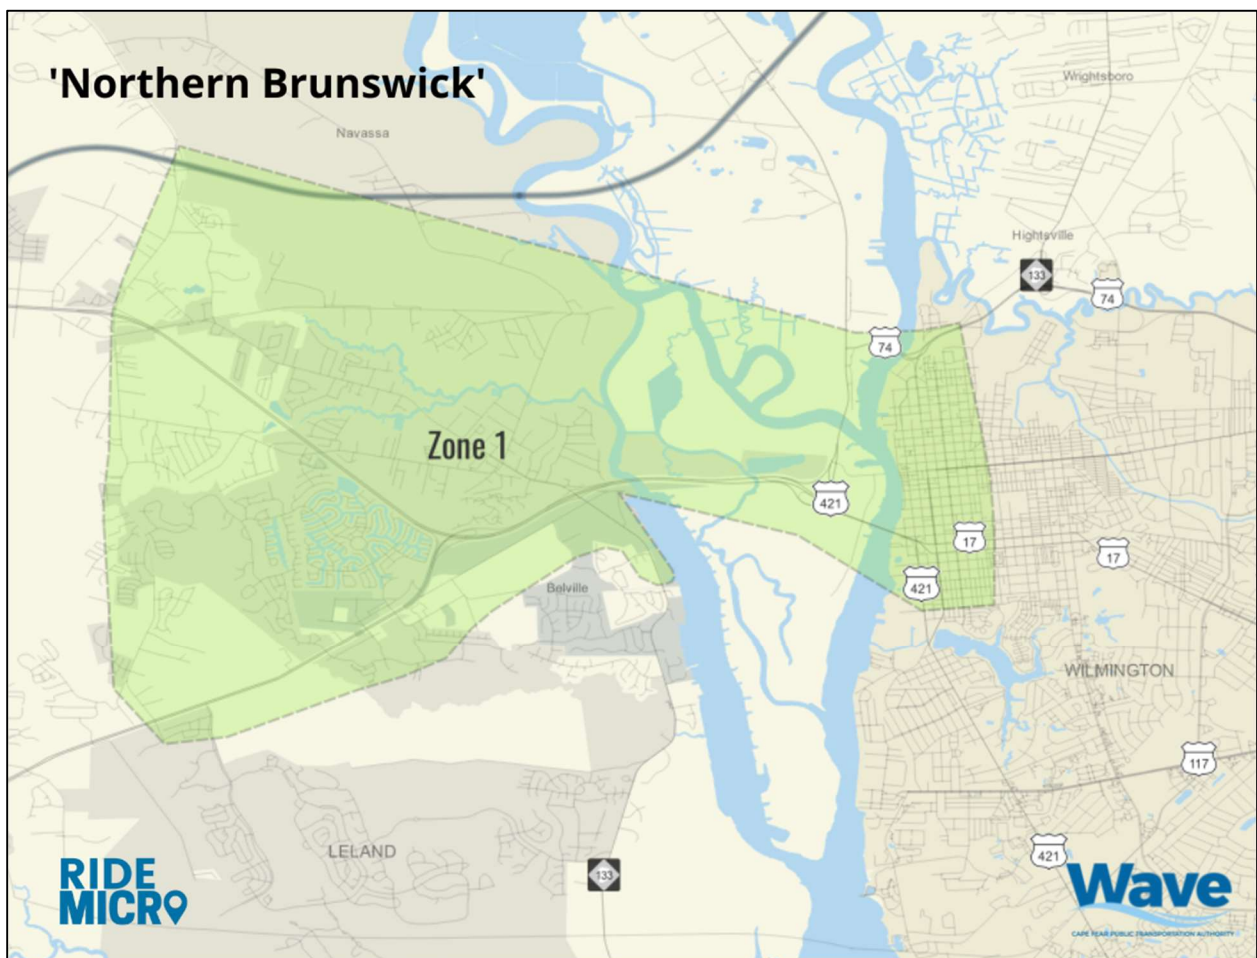 'Northern Brunswick'
Wrightsboro
Navassa
Hightsville
133
74
74
Zone 1
421
17
17
421
Belville
WILMINGTON
117
LELAND
421
133
RIDE
MICRO
Wave
CAPE FEAR PUBLIC TRANSPORTATION AUTHORITY